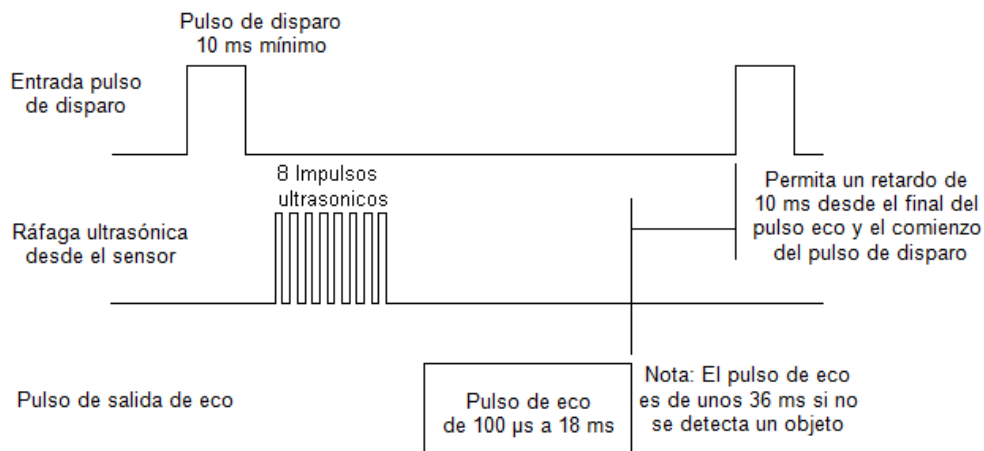 Pulso de disparo
10 ms mínimo
Entrada pulso
de disparo
8 Impulsos
ultrasonicos
Ráfaga ultrasónica
desde el sensor
Permita un retardo de
10 ms desde el final del
pulso eco y el comienzo
del pulso de disparo
Pulso de salida de eco
Pulso de eco
de 100 µs a 18 ms
Nota: El pulso de eco
es de unos 36 ms si no
se detecta un objeto